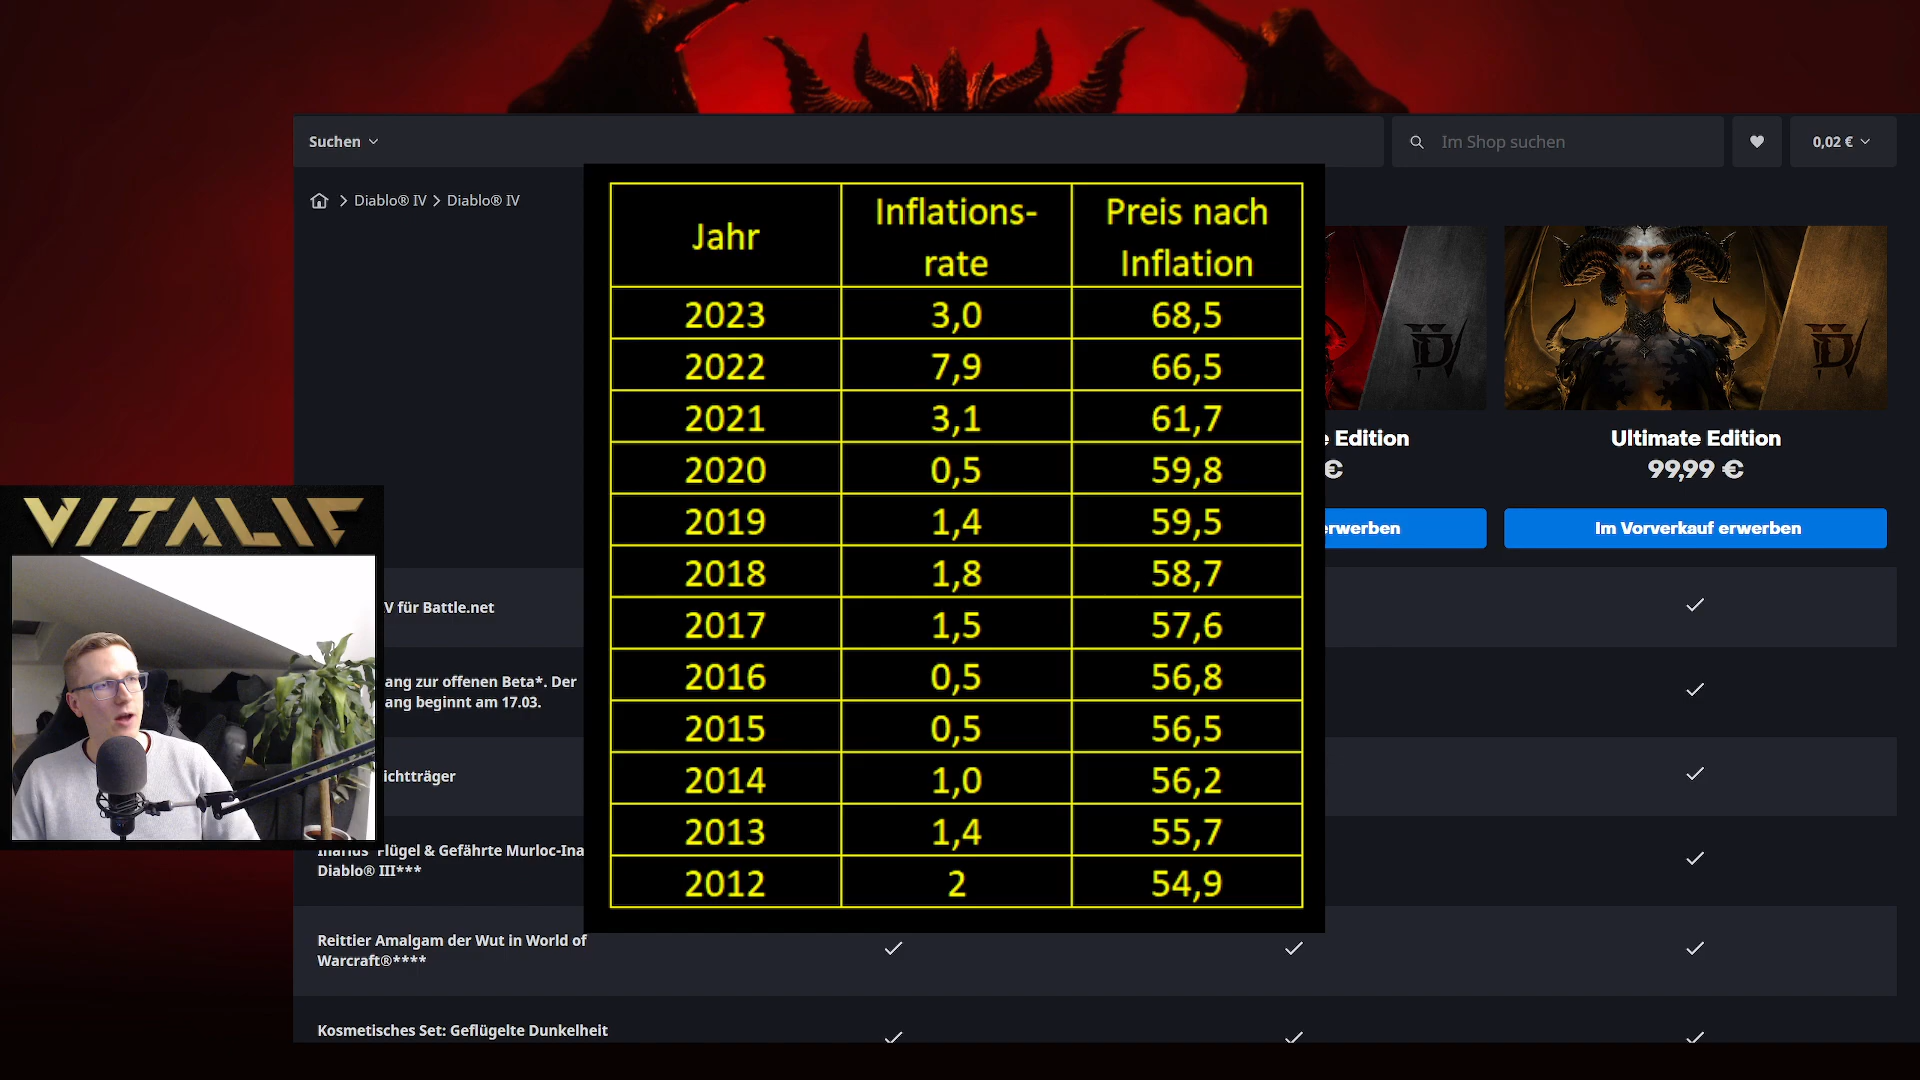 Suchen
Im Shop suchen
0,02 €
Diablo® IV
Diablo® IV
Jahr Inflations-rate Preis nach Inflation
2023 3,0 68,5
2022 7,9 66,5
2021 3,1 61,7
2020 0,5 59,8
2019 1,4 59,5
2018 1,8 58,7
2017 1,5 57,6
2016 0,5 56,8
2015 0,5 56,5
2014 1,0 56,2
2013 1,4 55,7
2012 2 54,9
Edition
€
Ultimate Edition
99,99 €
Im Vorverkauf erwerben
VITALIF
V für Battle.net
ang zur offenen Beta*. Der
ang beginnt am 17.03.
ichtträger
Inarius' Flügel & Gefährte Murloc-Ina
Diablo® III***
Reittier Amalgam der Wut in World of
Warcraft®****
Kosmetisches Set: Geflügelte Dunkelheit